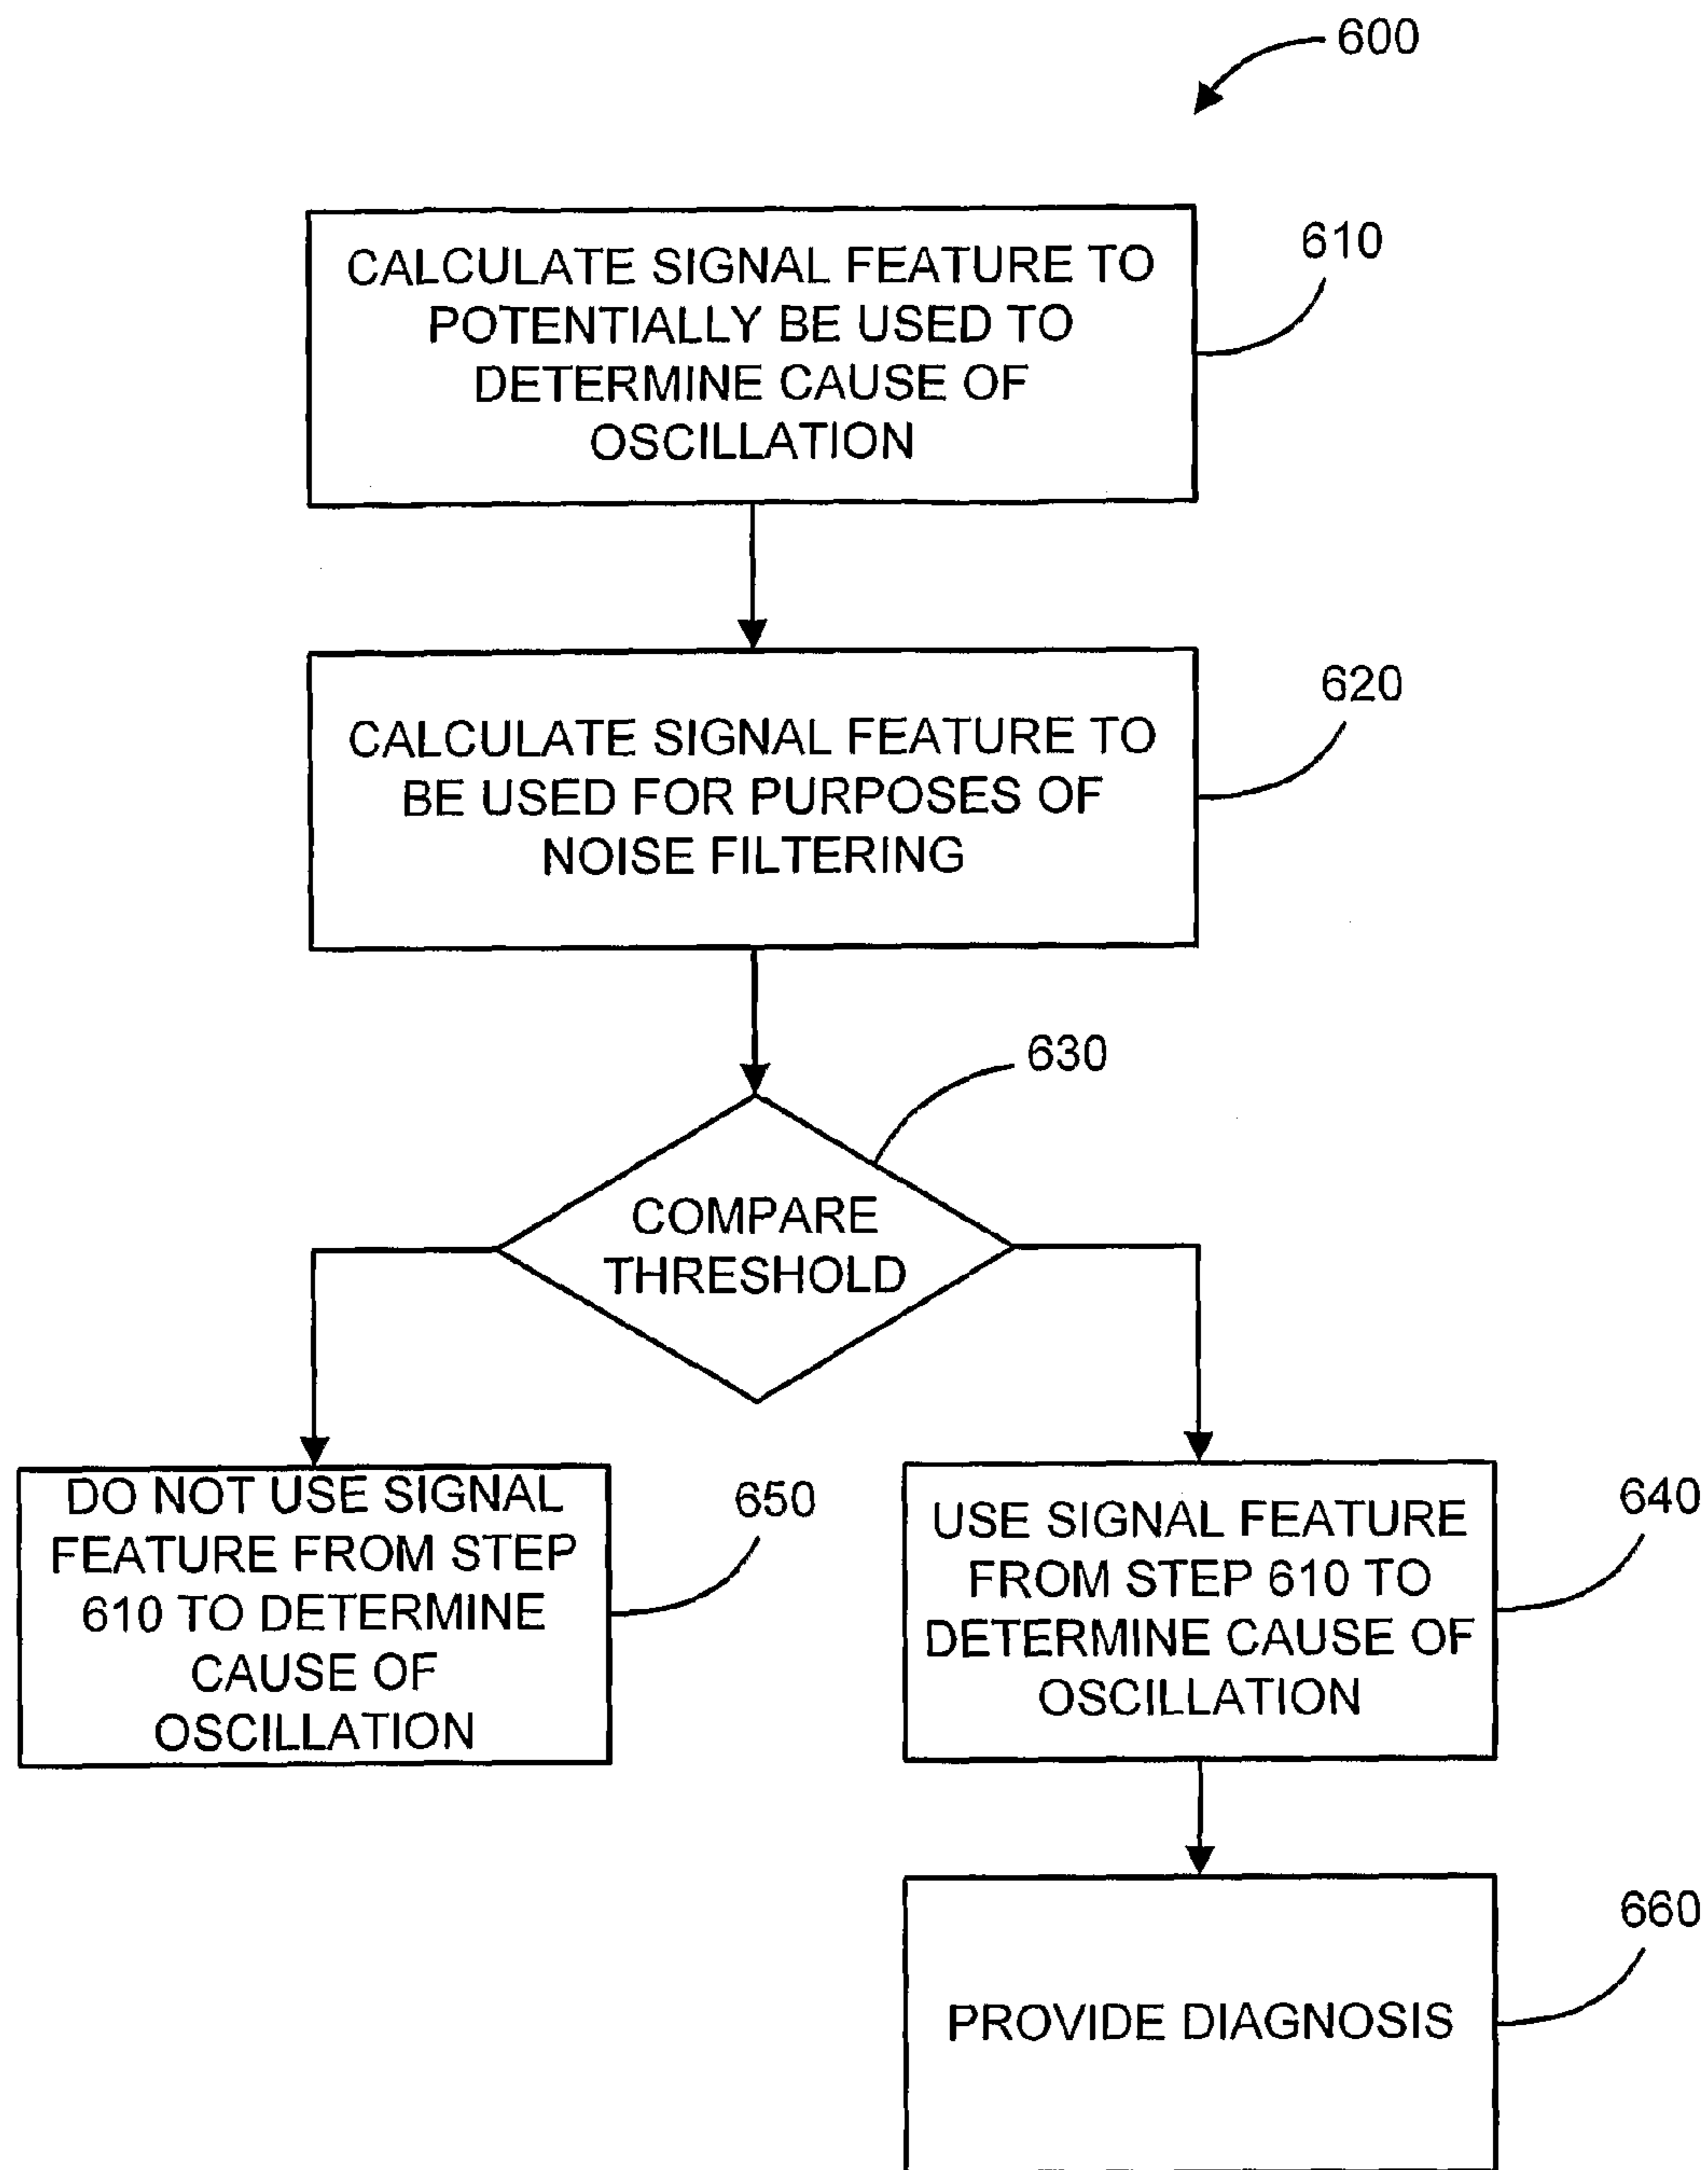 600
CALCULATE SIGNAL FEATURE TO
POTENTIALLY BE USED TO
DETERMINE CAUSE OF
OSCILLATION
610
CALCULATE SIGNAL FEATURE TO
BE USED FOR PURPOSES OF
NOISE FILTERING
620
630
COMPARE
THRESHOLD
DO NOT USE SIGNAL
FEATURE FROM STEP
610 TO DETERMINE
CAUSE OF
OSCILLATION
650
USE SIGNAL FEATURE
FROM STEP 610 TO
DETERMINE CAUSE OF
OSCILLATION
640
PROVIDE DIAGNOSIS
660